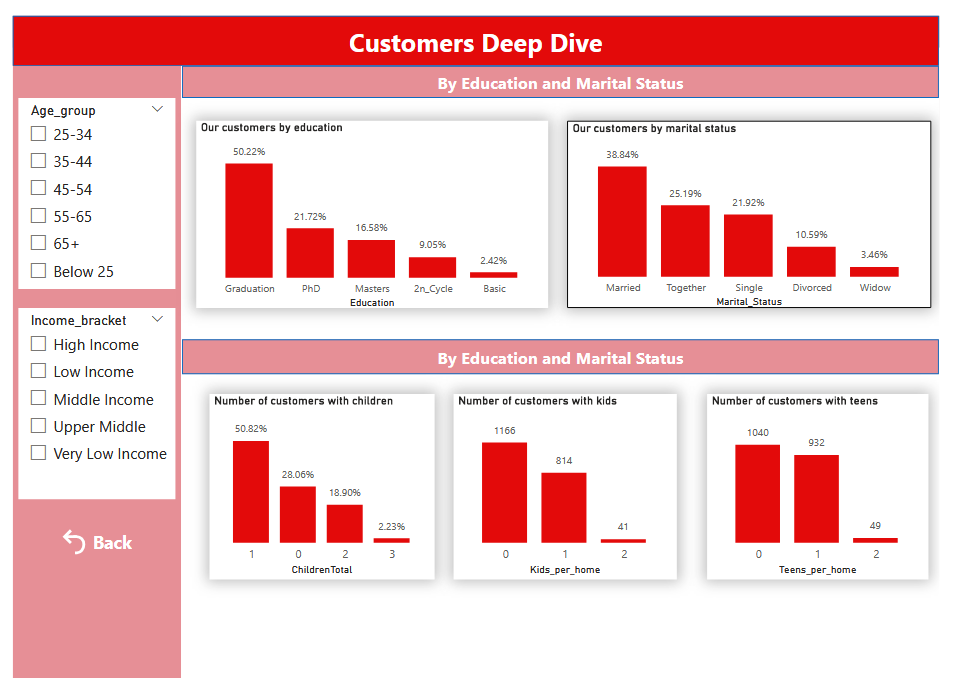 Customers Deep Dive
Age_group
25-34
35-44
45-54
55-65
65+
Below 25
Income_bracket
High Income
Low Income
Middle Income
Upper Middle
Very Low Income
Back
By Education and Marital Status
Our customers by education
50.22%
21.72%
16.58%
9.05%
2.42%
Graduation PhD Masters 2n_Cycle Basic
Education
Our customers by marital status
38.84%
25.19%
21.92%
10.59%
3.46%
Married Together Single Divorced Widow
Marital_Status
By Education and Marital Status
Number of customers with children
50.82%
28.06%
18.90%
2.23%
1 0 2 3
ChildrenTotal
Number of customers with kids
1166
814
41
0 1 2
Kids_per_home
Number of customers with teens
1040
932
49
0 1 2
Teens_per_home